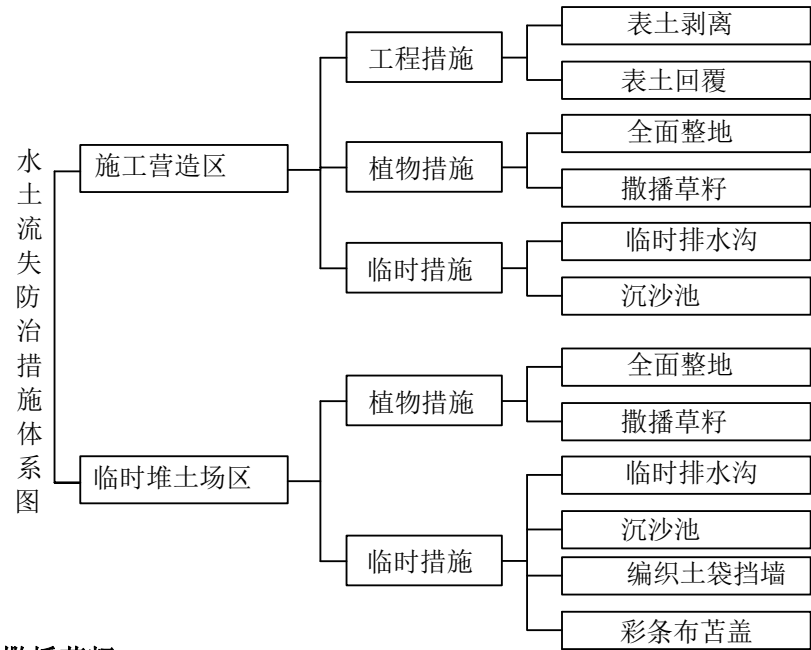 水土流失防治措施体系图
施工营造区
工程措施
表土剥离
表土回覆
植物措施
全面整地
撒播草籽
临时措施
临时排水沟
沉沙池
临时堆土场区
植物措施
全面整地
撒播草籽
临时措施
临时排水沟
沉沙池
编织土袋挡墙
彩条布苫盖